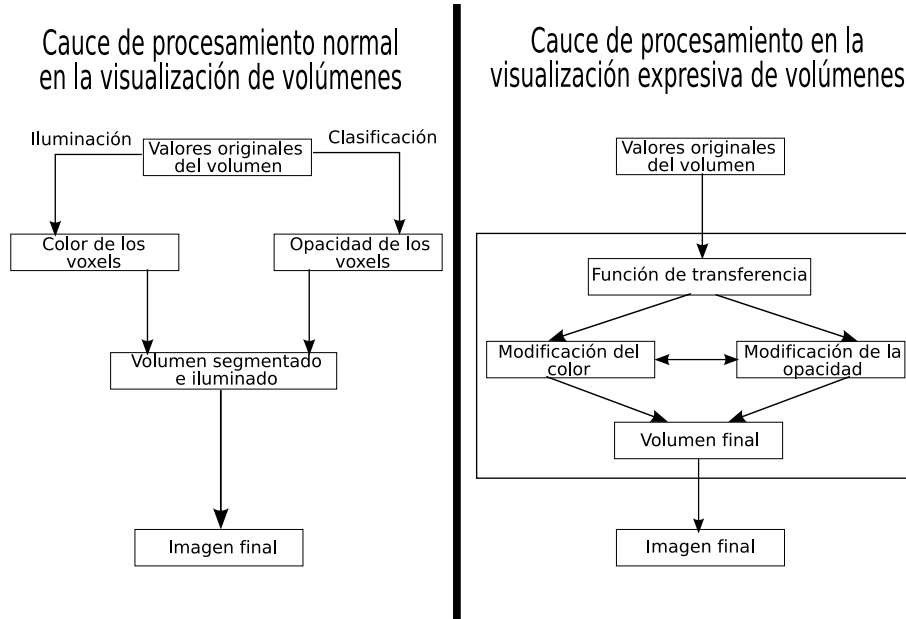 Cauce de procesamiento normal
en la visualización de volúmenes
Iluminación
Clasificación
Valores originales
del volumen
Color de los
voxels
Opacidad de los
voxels
Volumen segmentado
e iluminado
Imagen final
Cauce de procesamiento en la
visualización expresiva de volúmenes
Valores originales
del volumen
Función de transferencia
Modificación del
color
Modificación de la
opacidad
Volumen final
Imagen final